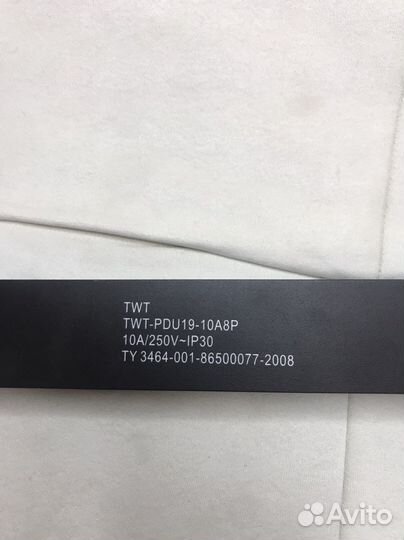 TWT
TWT-PDU19-10A8P
10A/250V~IP30
ТУ 3464-001-86500077-2008
Avito